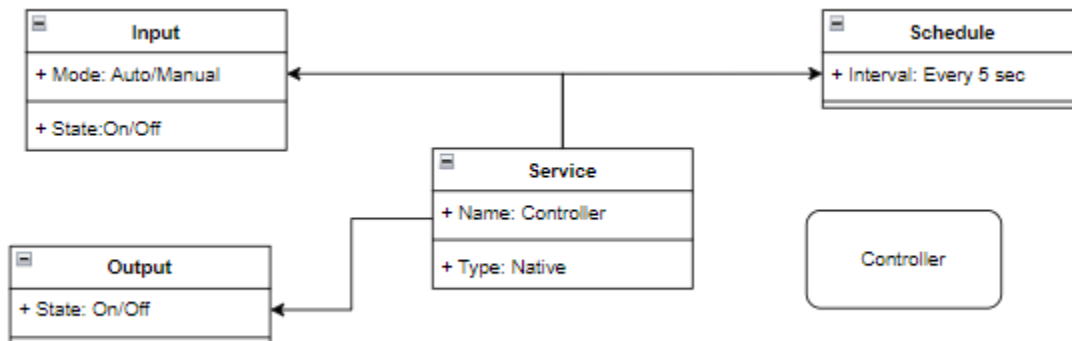 Input
+ Mode: Auto/Manual
+ State:On/Off
Schedule
+ Interval: Every 5 sec
Service
+ Name: Controller
+ Type: Native
Controller
Output
+ State: On/Off